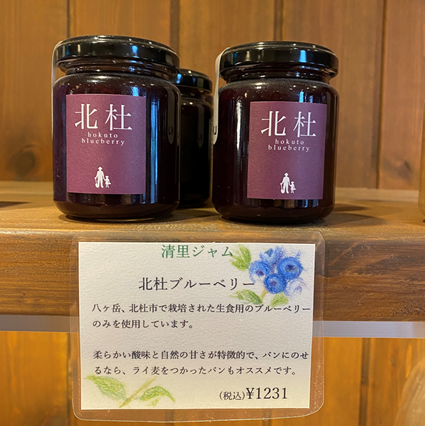 北杜
hokuto
blueberry
北杜
hokuto
blueberry
清里ジャム
北杜ブルーベリー
八ヶ岳、北杜市で栽培された生食用のブルーベリー
のみを使用しています。
柔らかい酸味と自然の甘さが特徴的で、パンにのせ
るなら、ライ麦をつかったパンもオススメです。
(税込)¥1231